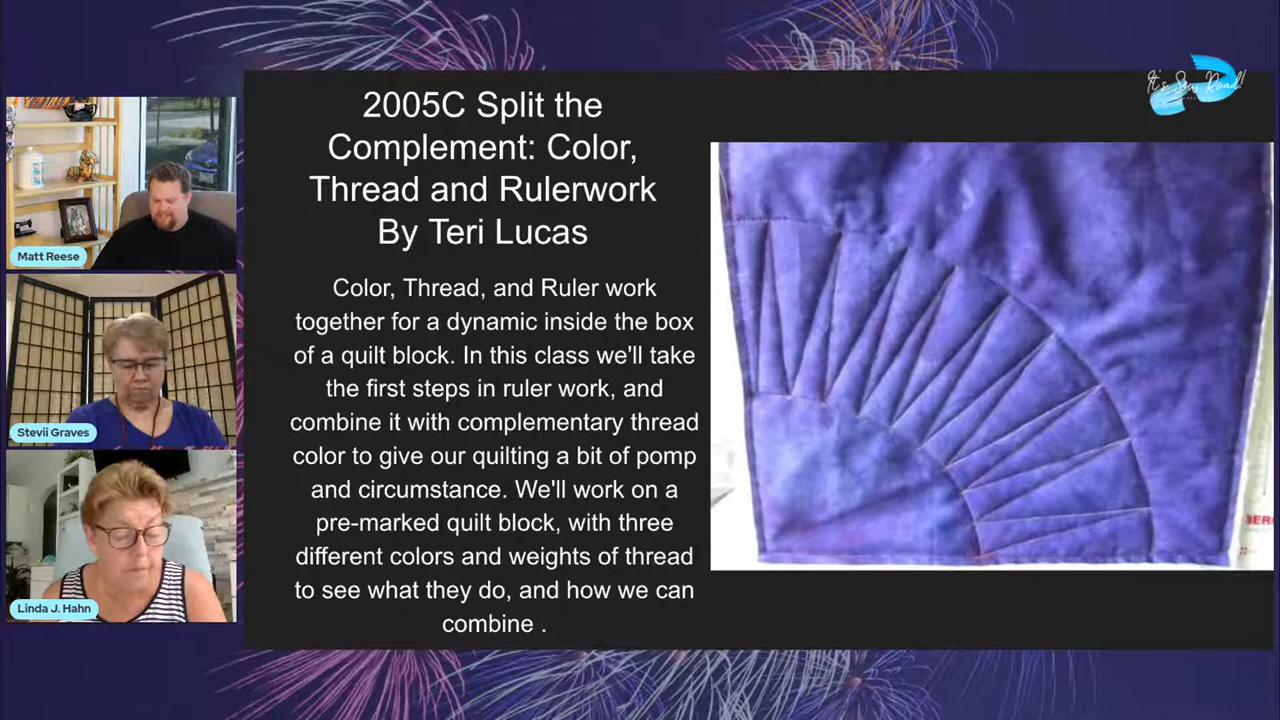 2005C Split the
Complement: Color,
Thread and Rulerwork
By Teri Lucas
Color, Thread, and Ruler work
together for a dynamic inside the box
of a quilt block. In this class we'll take
the first steps in ruler work, and
combine it with complementary thread
color to give our quilting a bit of pomp
and circumstance. We'll work on a
pre-marked quilt block, with three
different colors and weights of thread
to see what they do, and how we can
combine .
It's Sew Road!
Matt Reese
Stevii Graves
Linda J. Hahn